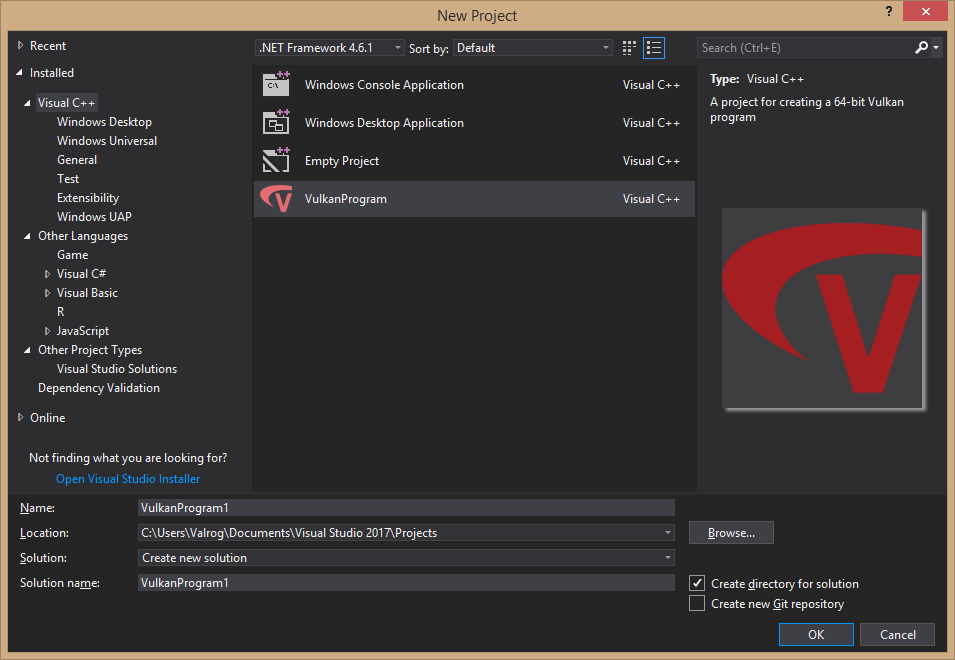 New Project
?
Recent
.NET Framework 4.6.1
Sort by:
Default
Search (Ctrl+E)
Installed
Visual C++
Windows Desktop
Windows Universal
General
Test
Extensibility
Windows UAP
Other Languages
Game
Visual C#
Visual Basic
R
JavaScript
Other Project Types
Visual Studio Solutions
Dependency Validation
Online
Not finding what you are looking for?
Open Visual Studio Installer
C:\
Windows Console Application Visual C++
Windows Desktop Application Visual C++
Empty Project Visual C++
V
VulkanProgram Visual C++
Type: Visual C++
A project for creating a 64-bit Vulkan
program
V
Name: VulkanProgram1
Location: C:\Users\Valrog\Documents\Visual Studio 2017\Projects
Browse...
Solution: Create new solution
Solution name: VulkanProgram1
Create directory for solution
Create new Git repository
OK
Cancel